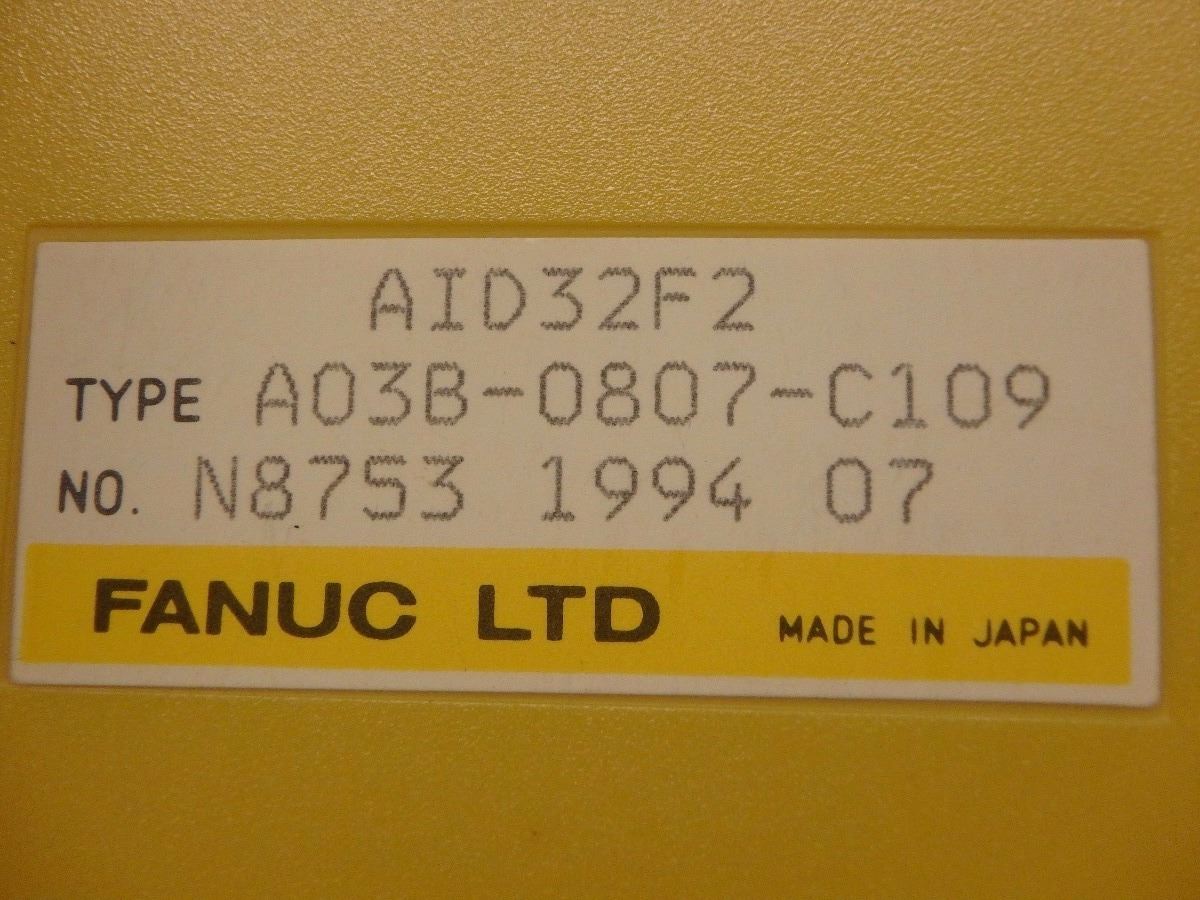 AID32F2
TYPE A03B-0807-C109
NO. N8753 1994 07
FANUC LTD MADE IN JAPAN